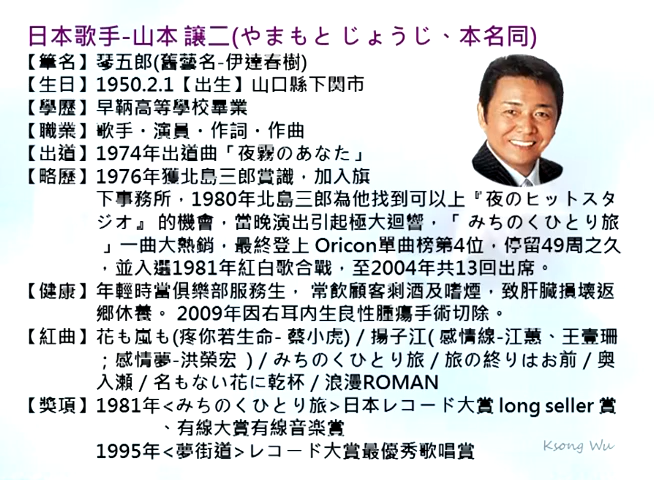 日本歌手-山本 譲二(やまもと じょうじ、本名同)
【筆名】琴五郎(舊藝名-伊達春樹)
【生日】1950.2.1【出生】山口縣下関市
【學歷】早鞆高等學校畢業
【職業】歌手・演員・作詞・作曲
【出道】1974年出道曲「夜霧のあなた」
【略歷】1976年獲北島三郎賞識，加入旗
下事務所，1980年北島三郎為他找到可以上『夜のヒットスタ
ジオ』 的機會，當晚演出引起極大迴響，「 みちのくひとり旅
」一曲大熱銷，最終登上 Oricon單曲榜第4位，停留49周之久
，並入選1981年紅白歌合戰，至2004年共13回出席。
【健康】年輕時當俱樂部服務生， 常飲顧客剩酒及嗜煙，致肝臟損壞返
鄉休養。 2009年因右耳內生良性腫瘍手術切除。
【紅曲】花も嵐も(疼你若生命- 蔡小虎) / 揚子江( 感情線-江蕙、王壹珊
；感情夢-洪榮宏 ) / みちのくひとり旅 / 旅の終りはお前 / 奥
入瀬 / 名もない花に乾杯 / 浪漫ROMAN
【獎項】1981年<みちのくひとり旅>日本レコード大賞 long seller 賞
、有線大賞有線音楽賞
1995年<夢街道>レコード大賞最優秀歌唱賞
Ksong Wu